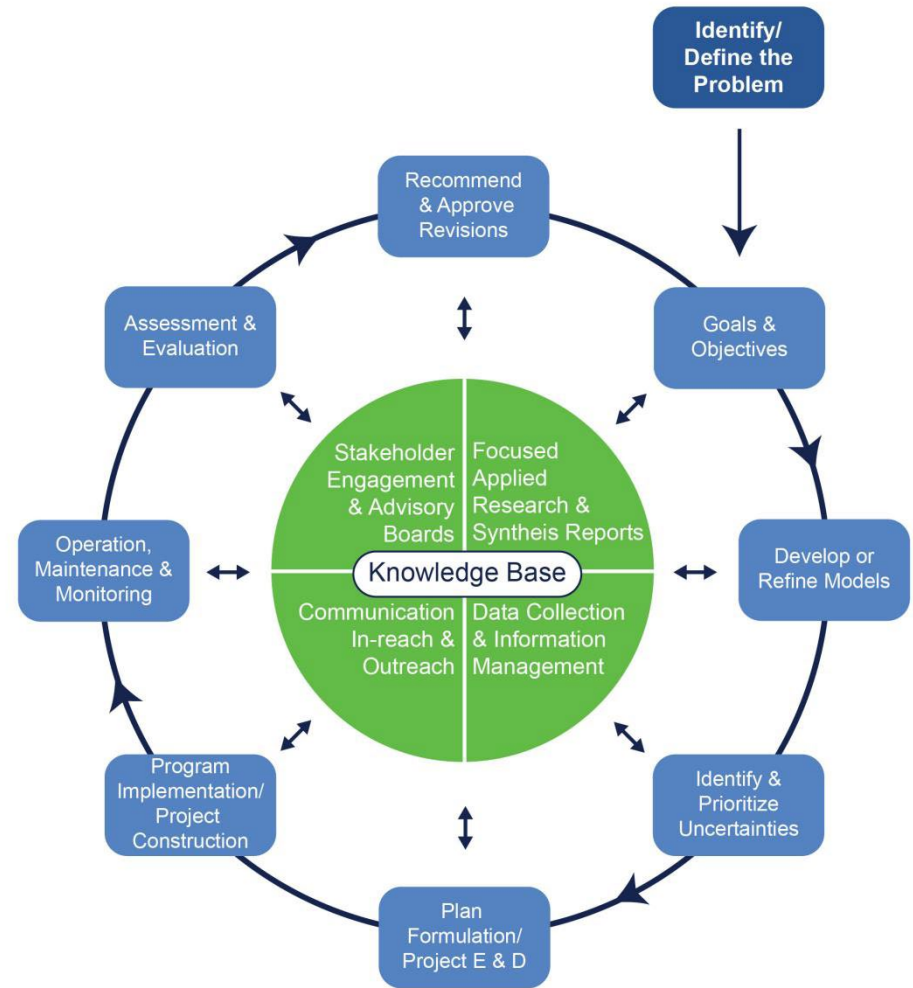 Identify/
Define the
Problem
Recommend
& Approve
Revisions
Assessment &
Evaluation
Goals &
Objectives
Stakeholder
Engagement
& Advisory
Boards
Focused
Applied
Research &
Syntheis Reports
Operation,
Maintenance &
Monitoring
Knowledge Base
Develop or
Refine Models
Communication
In-reach &
Outreach
Data Collection
& Information
Management
Program
Implementation/
Project
Construction
Identify &
Prioritize
Uncertainties
Plan
Formulation/
Project E & D